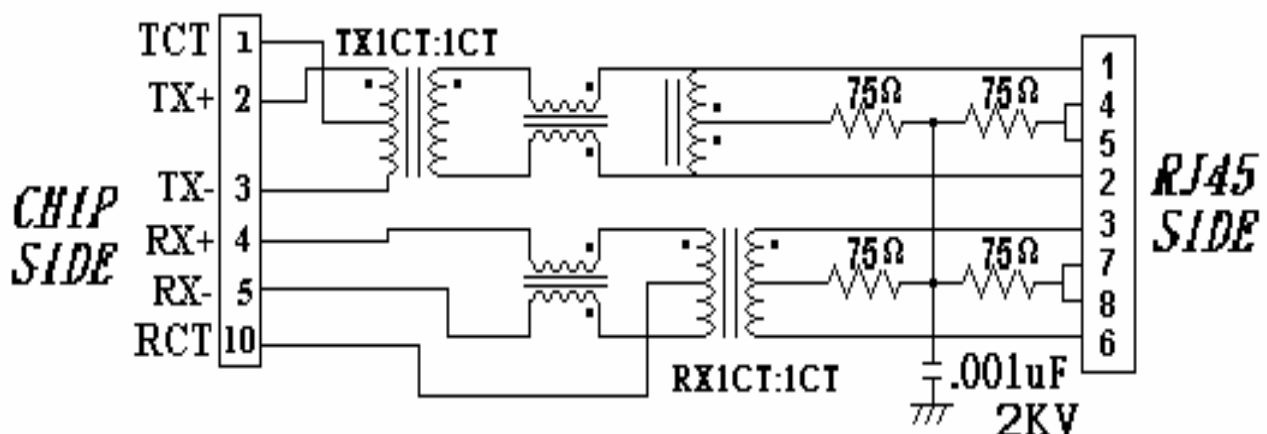 TCT
1
TX1CT:1CT
TX+
2
TX-
3
RX+
4
RX-
5
RCT
10
CHIP
SIDE
75Ω
75Ω
75Ω
75Ω
RX1CT:1CT
.001uF
2KV
1
4
5
2
3
7
8
6
RJ45
SIDE